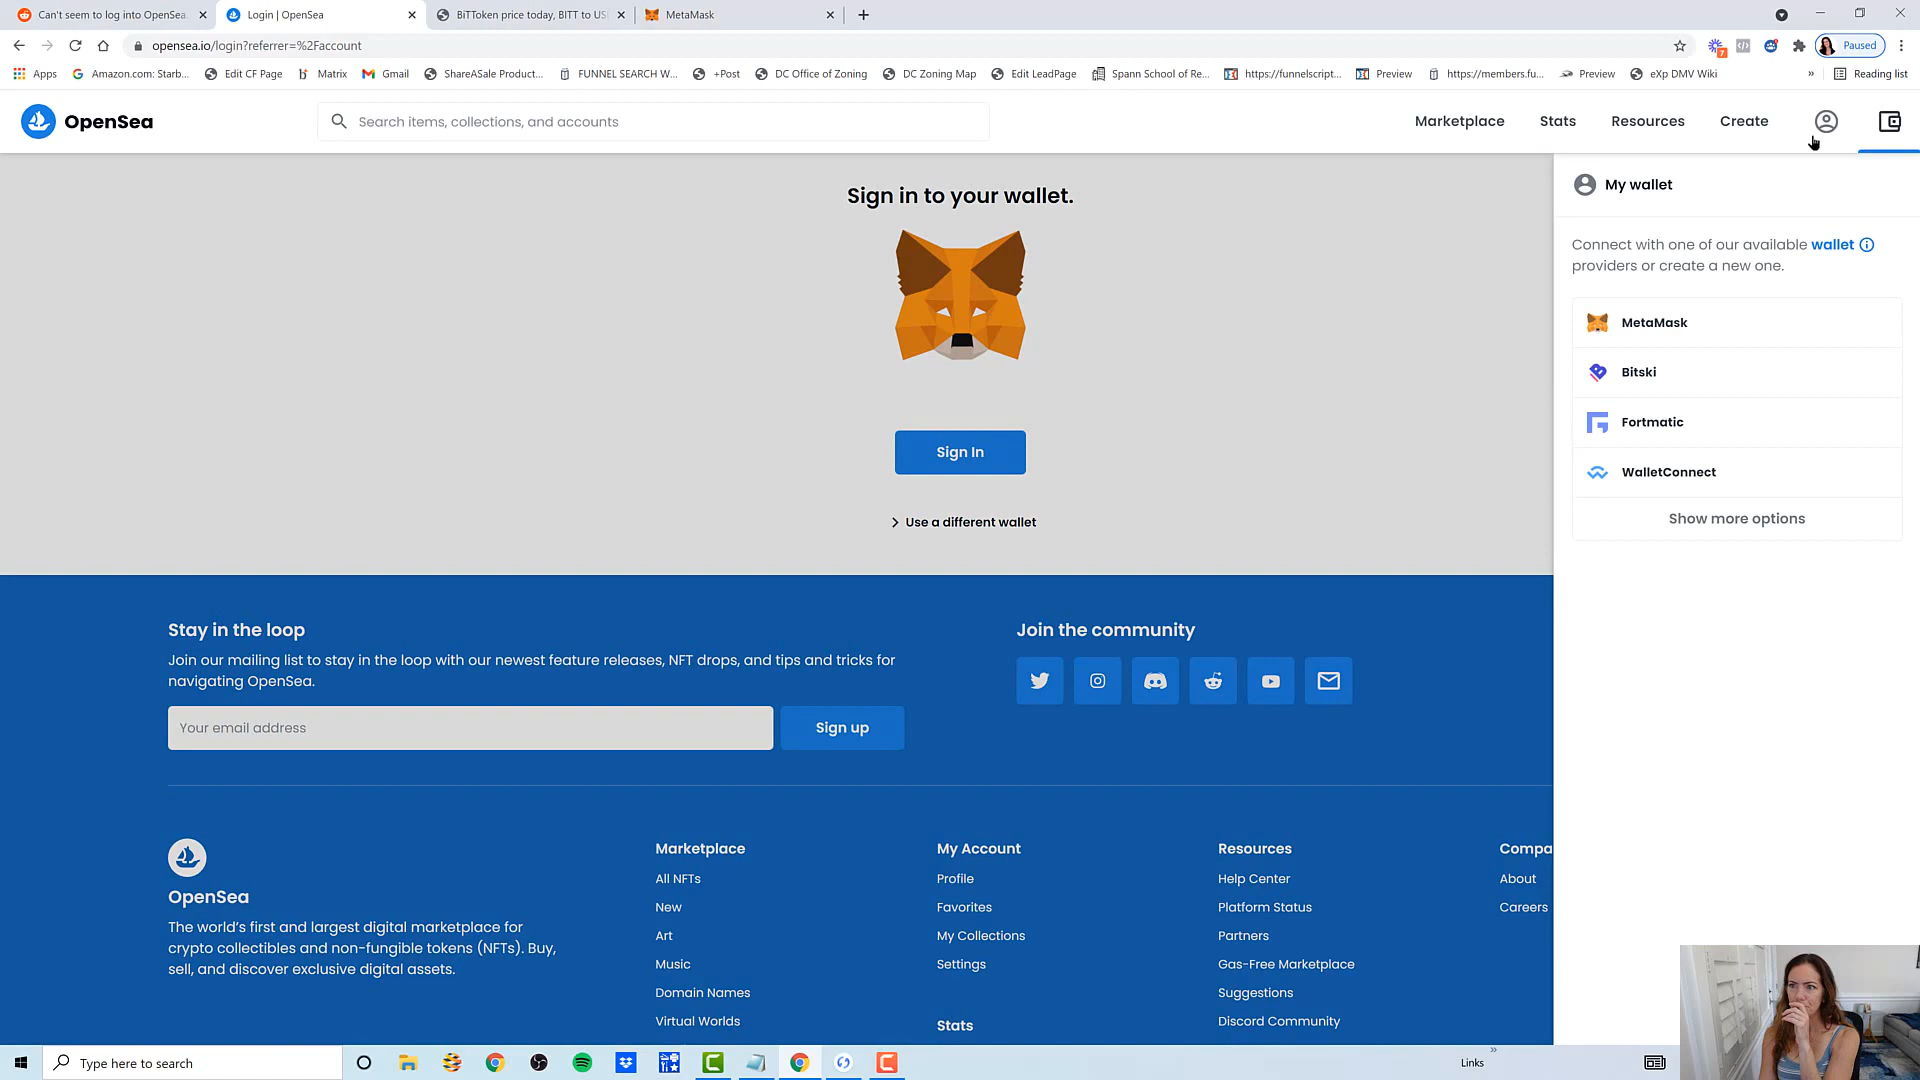 Can't seem to log into OpenSea.
Login | OpenSea
BiTToken price today, BITT to US
MetaMask
opensea.io/login?referrer=%2Faccount
Paused
7
Apps
Amazon.com: Starb...
Edit CF Page
Matrix
Gmail
ShareASale Product...
FUNNEL SEARCH W...
+Post
DC Office of Zoning
DC Zoning Map
Edit LeadPage
Spann School of Re...
https://funnelscript...
Preview
https://members.fu...
Preview
eXp DMV Wiki
»
Reading list
OpenSea
Search items, collections, and accounts
Marketplace
Stats
Resources
Create
Sign in to your wallet.
Sign In
Use a different wallet
My wallet
Connect with one of our available wallet
providers or create a new one.
MetaMask
Bitski
Fortmatic
WalletConnect
Show more options
Stay in the loop
Join our mailing list to stay in the loop with our newest feature releases, NFT drops, and tips and tricks for
navigating OpenSea.
Your email address
Sign up
Join the community
OpenSea
The world's first and largest digital marketplace for
crypto collectibles and non-fungible tokens (NFTs). Buy,
sell, and discover exclusive digital assets.
Marketplace
All NFTs
New
Art
Music
Domain Names
Virtual Worlds
My Account
Profile
Favorites
My Collections
Settings
Stats
Resources
Help Center
Platform Status
Partners
Gas-Free Marketplace
Suggestions
Discord Community
Compa
About
Careers
Type here to search
Links
»